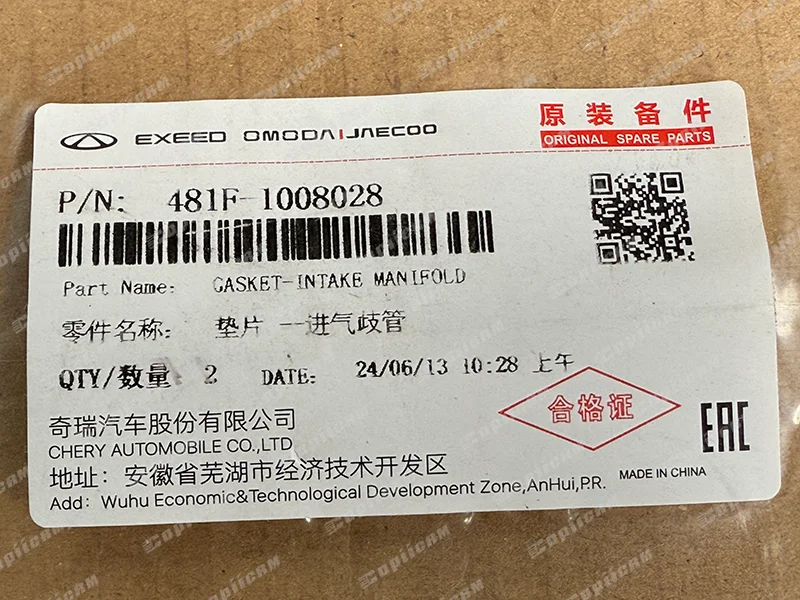 EXEED OMODA|JAECOO
原装备件
ORIGINAL SPARE PARTS
P/N: 481F-1008028
Part Name: GASKET-INTAKE MANIFOLD
零件名称: 垫片 --进气歧管
QTY/数量 2 DATE: 24/06/13 10:28 上午
合格证
EAC
奇瑞汽车股份有限公司
CHERY AUTOMOBILE CO.,LTD
地址: 安徽省芜湖市经济技术开发区
MADE IN CHINA
Add: Wuhu Economic&Technological Development Zone,AnHui,P.R.